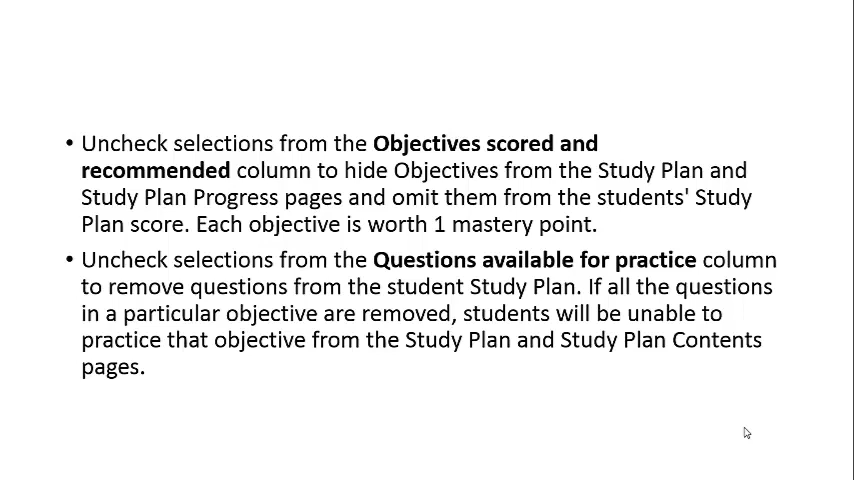 • Uncheck selections from the Objectives scored and
recommended column to hide Objectives from the Study Plan and
Study Plan Progress pages and omit them from the students' Study
Plan score. Each objective is worth 1 mastery point.
• Uncheck selections from the Questions available for practice column
to remove questions from the student Study Plan. If all the questions
in a particular objective are removed, students will be unable to
practice that objective from the Study Plan and Study Plan Contents
pages.